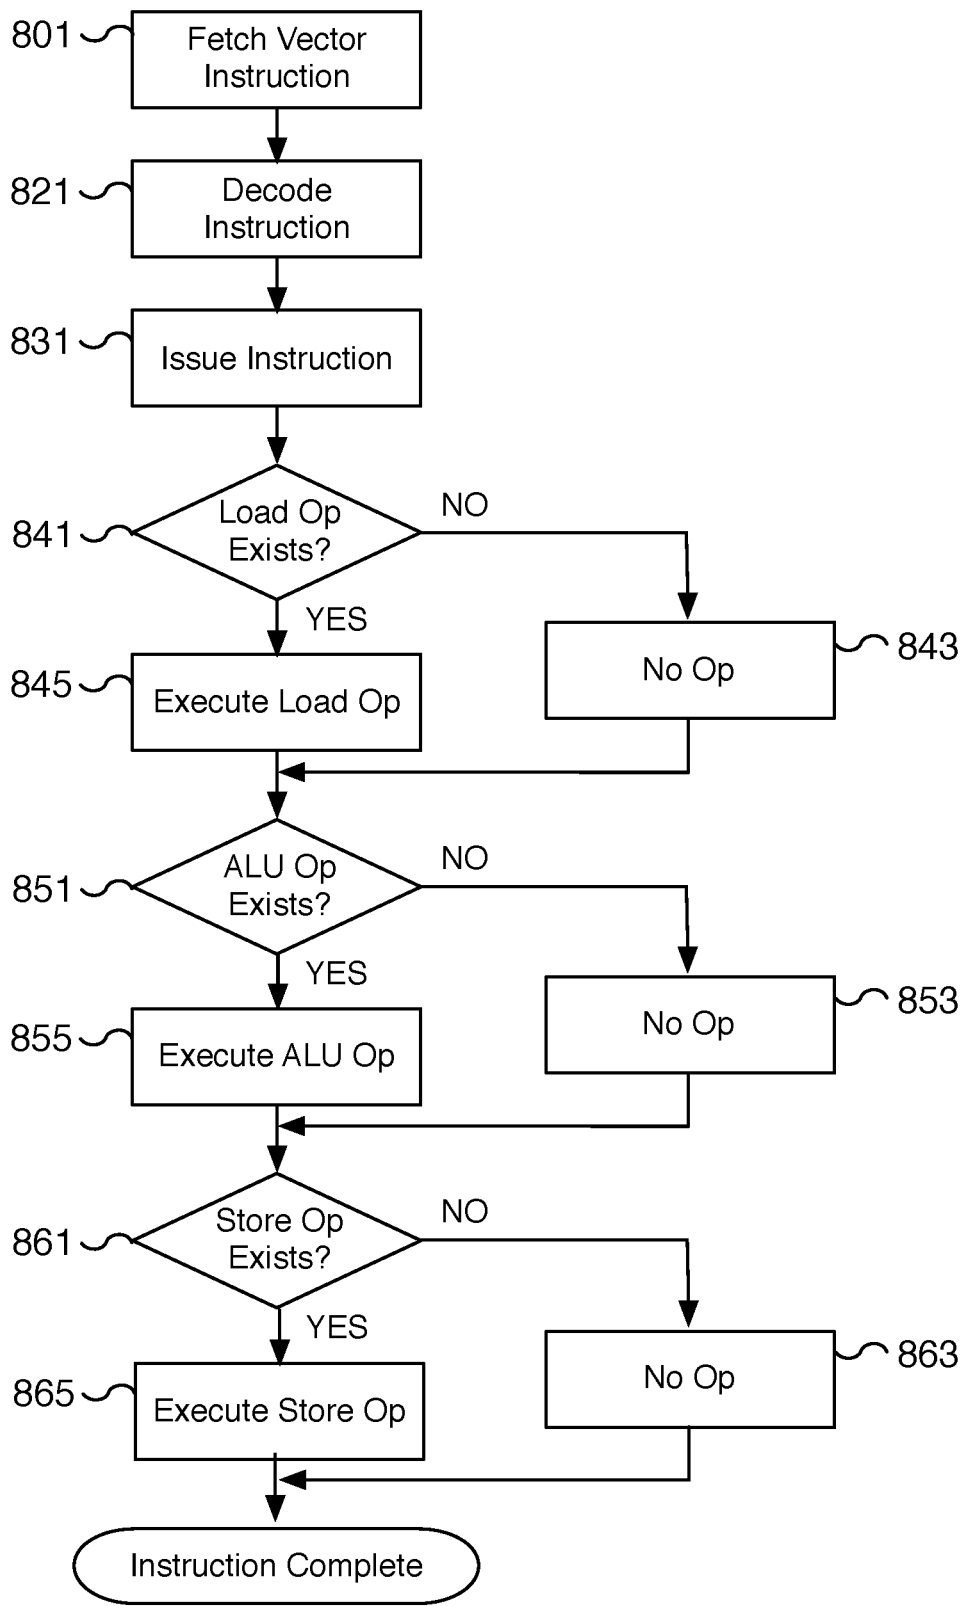 801
Fetch Vector
Instruction
821
Decode
Instruction
831
Issue Instruction
841
Load Op
Exists?
NO
YES
845
Execute Load Op
No Op
843
851
ALU Op
Exists?
NO
YES
855
Execute ALU Op
No Op
853
861
Store Op
Exists?
NO
YES
865
Execute Store Op
No Op
863
Instruction Complete